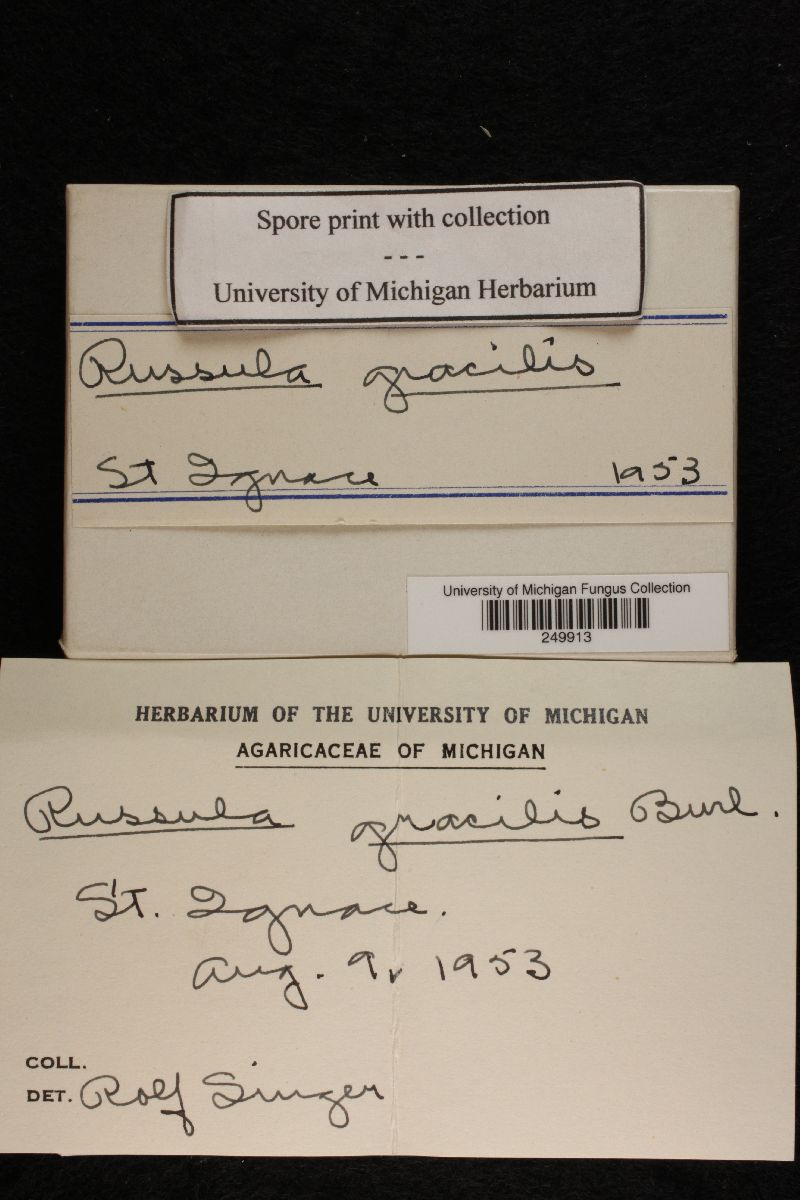 Spore print with collection
---
University of Michigan Herbarium
Russula gracilis
St Ignace 1953
University of Michigan Fungus Collection
249913
HERBARIUM OF THE UNIVERSITY OF MICHIGAN
AGARICACEAE OF MICHIGAN
Russula gracilis Burl.
St. Ignace.
Aug. 9, 1953
COLL.
DET. Rolf Singer